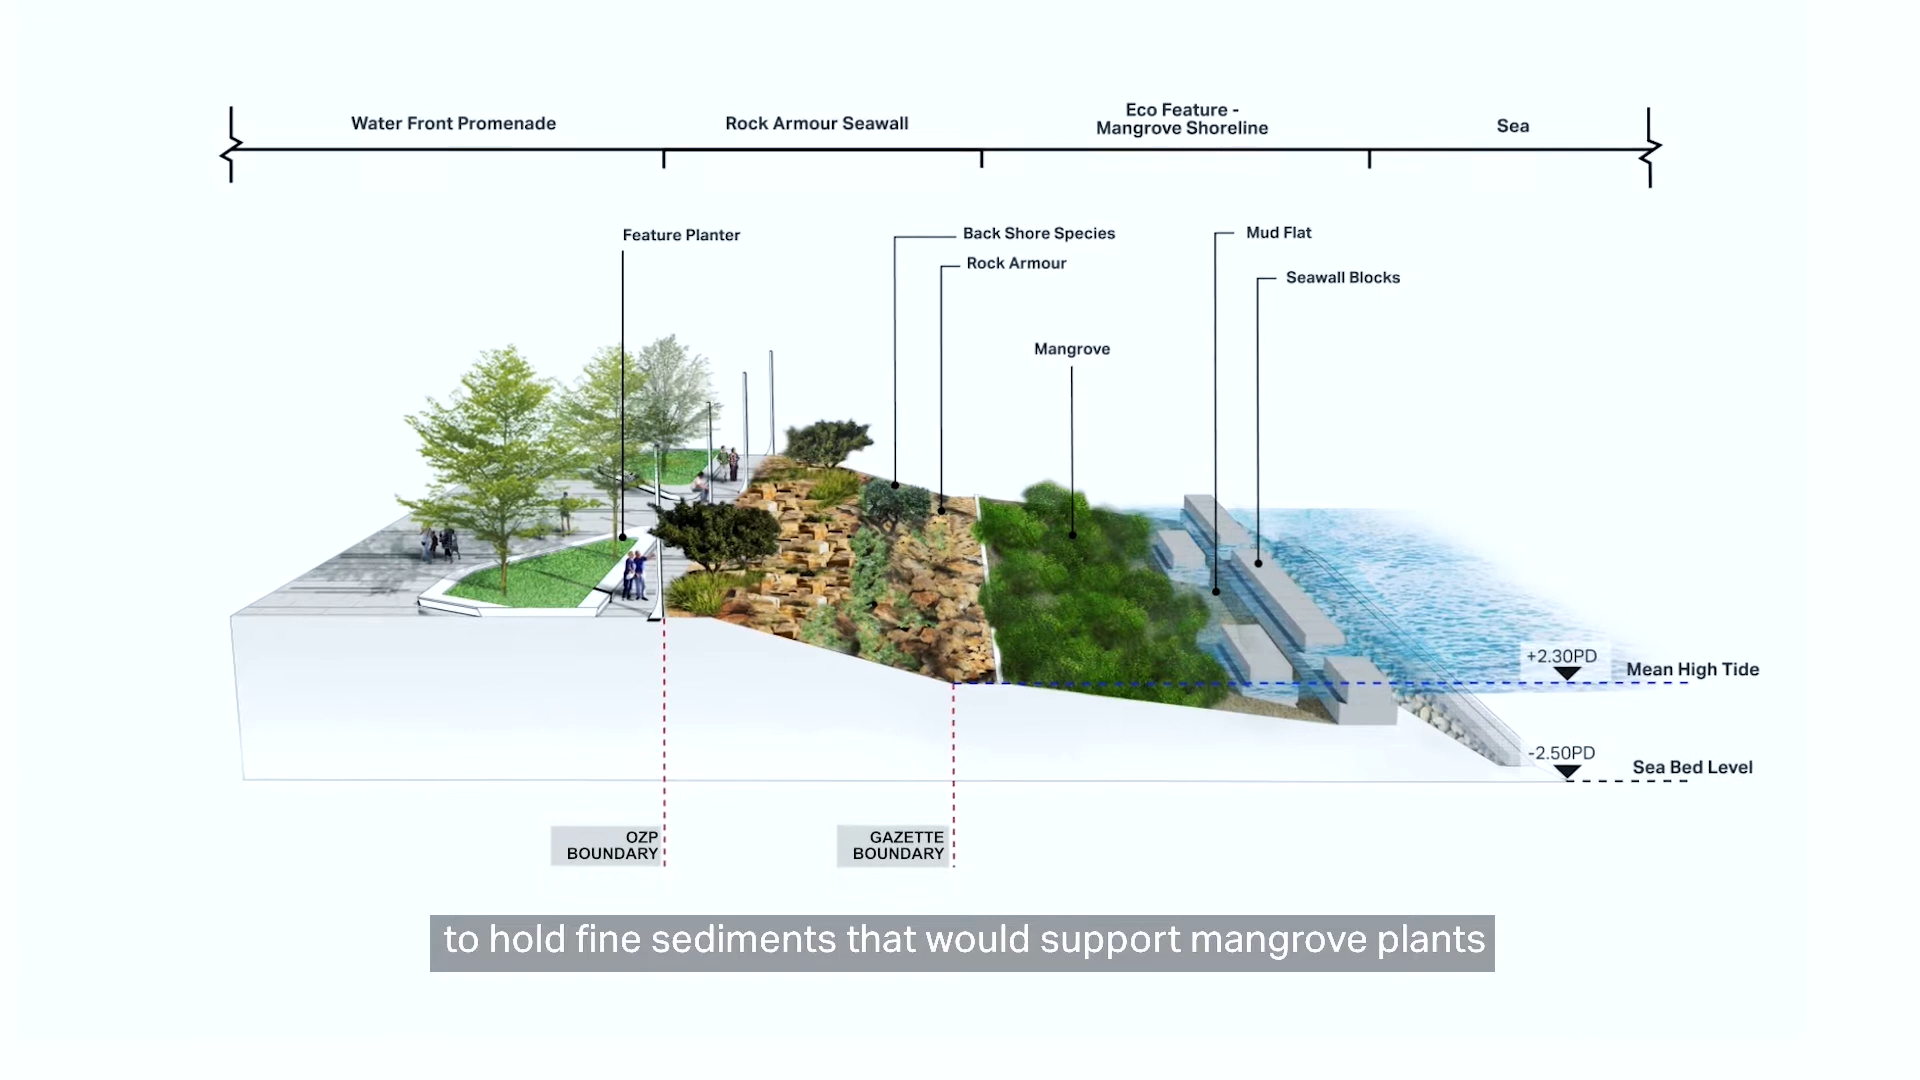 Water Front Promenade
Rock Armour Seawall
Eco Feature -
Mangrove Shoreline
Sea
Feature Planter
Back Shore Species
Rock Armour
Mangrove
Mud Flat
Seawall Blocks
+2.30PD
Mean High Tide
-2.50PD
Sea Bed Level
OZP
BOUNDARY
GAZETTE
BOUNDARY
to hold fine sediments that would support mangrove plants